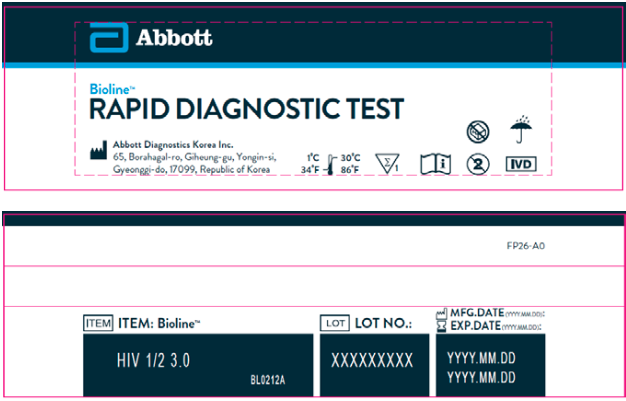 Abbott
Bioline™
RAPID DIAGNOSTIC TEST
Abbott Diagnostics Korea Inc.
65, Borahagal-ro, Giheung-gu, Yongin-si,
Gyeonggi-do, 17099, Republic of Korea
1°C 30°C
34°F 86°F
Σ 1
i
2
IVD
FP26-A0
ITEM ITEM: Bioline™
HIV 1/2 3.0
BL0212A
LOT LOT NO.:
XXXXXXXXX
MFG.DATE (YYYY.MM.DD):
EXP.DATE (YYYY.MM.DD):
YYYY.MM.DD
YYYY.MM.DD